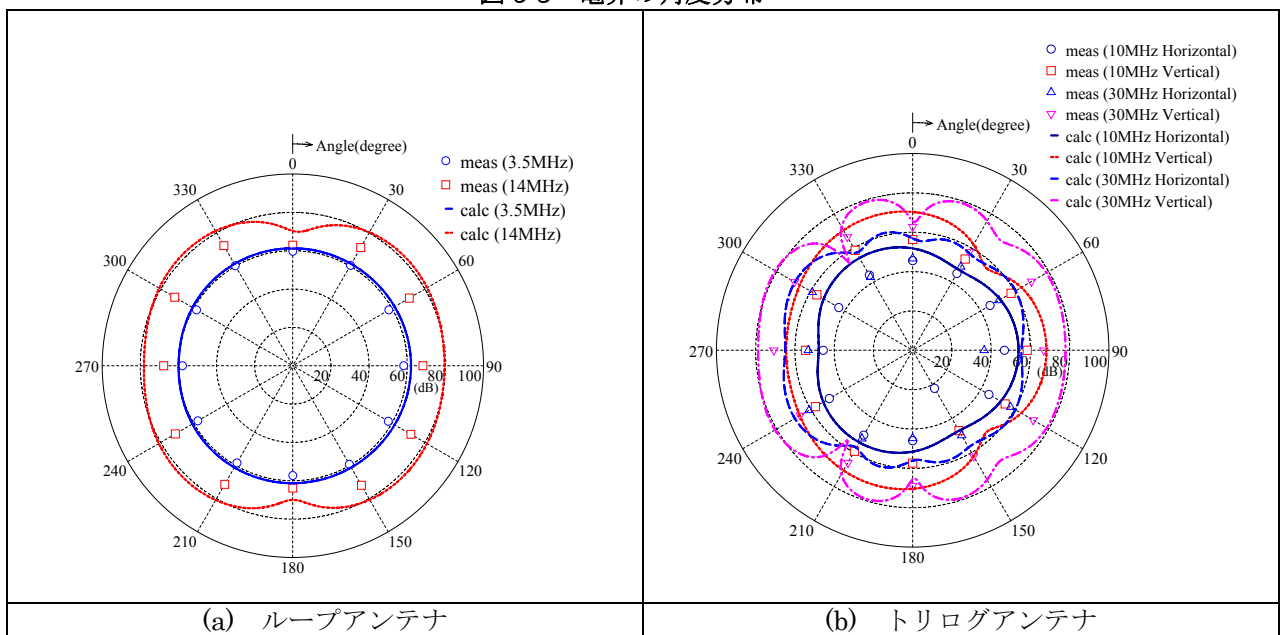 Angle(degree)
0
30
60
90
120
150
180
210
240
270
300
330
20
40
60
80
100
(dB)
meas (3.5MHz)
meas (14MHz)
calc (3.5MHz)
calc (14MHz)
(a) ループアンテナ
meas (10MHz Horizontal)
meas (10MHz Vertical)
meas (30MHz Horizontal)
meas (30MHz Vertical)
calc (10MHz Horizontal)
calc (10MHz Vertical)
calc (30MHz Horizontal)
calc (30MHz Vertical)
Angle(degree)
0
30
60
90
120
150
180
210
240
270
300
330
20
40
60
80
100
(dB)
(b) トリログアンテナ